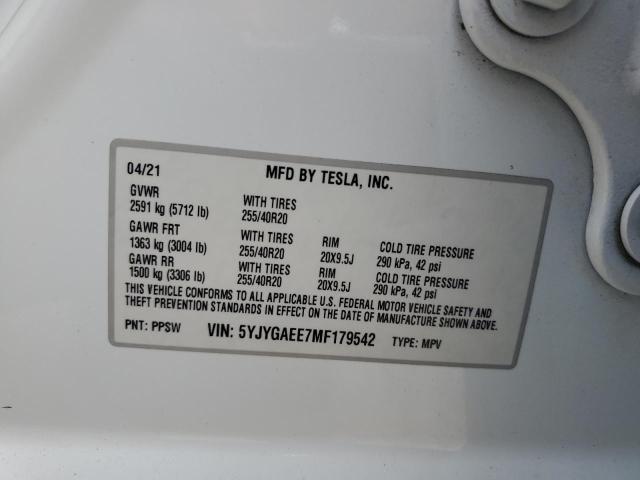 04/21 MFD BY TESLA, INC.
GVWR WITH TIRES
2591 kg (5712 lb) 255/40R20
GAWR FRT WITH TIRES RIM COLD TIRE PRESSURE
1363 kg (3004 lb) 255/40R20 20X9.5J 290 kPa, 42 psi
GAWR RR WITH TIRES RIM COLD TIRE PRESSURE
1500 kg (3306 lb) 255/40R20 20X9.5J 290 kPa, 42 psi
THIS VEHICLE CONFORMS TO ALL APPLICABLE U.S. FEDERAL MOTOR VEHICLE SAFETY AND
THEFT PREVENTION STANDARDS IN EFFECT ON THE DATE OF MANUFACTURE SHOWN ABOVE.
PNT: PPSW VIN: 5YJYGAEE7MF179542 TYPE: MPV